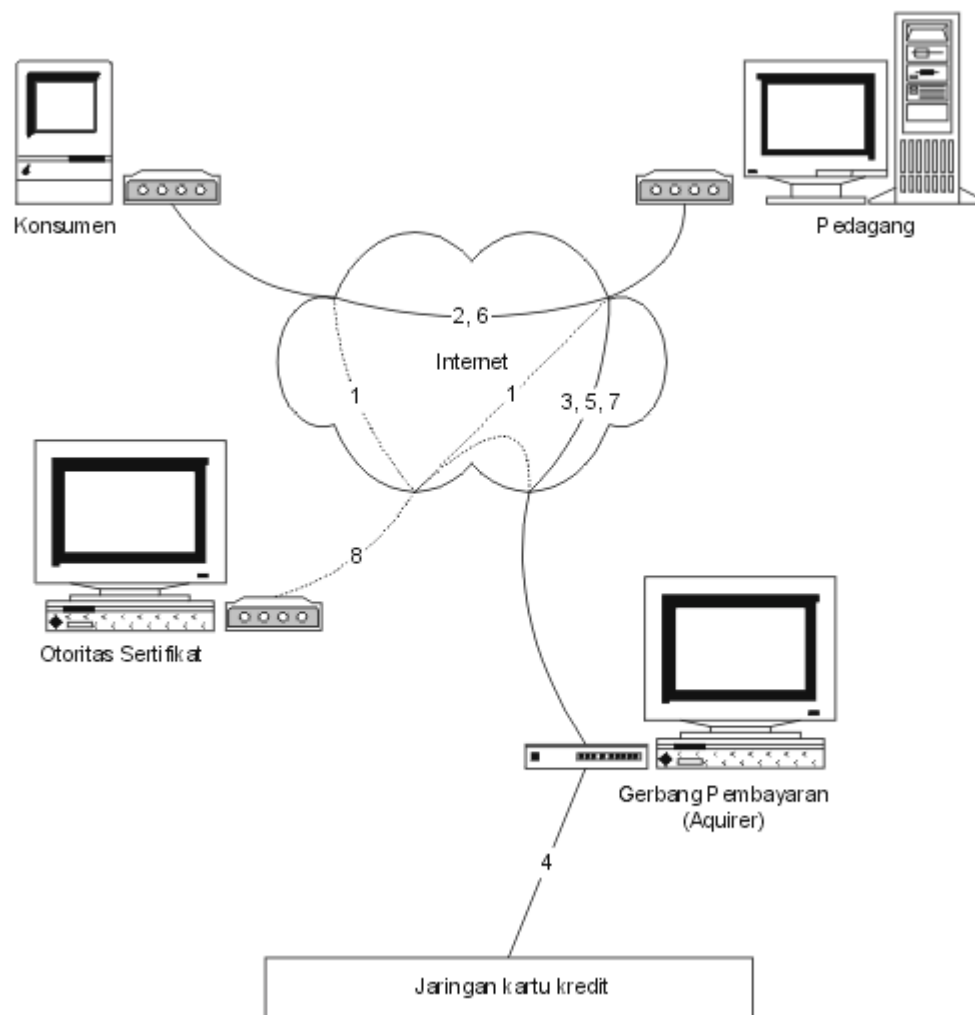 Konsumen
Pedagang
2, 6
Internet
1
1
3, 5, 7
8
Otoritas Sertifikat
Gerbang Pembayaran
(Aquirer)
4
Jaringan kartu kredit